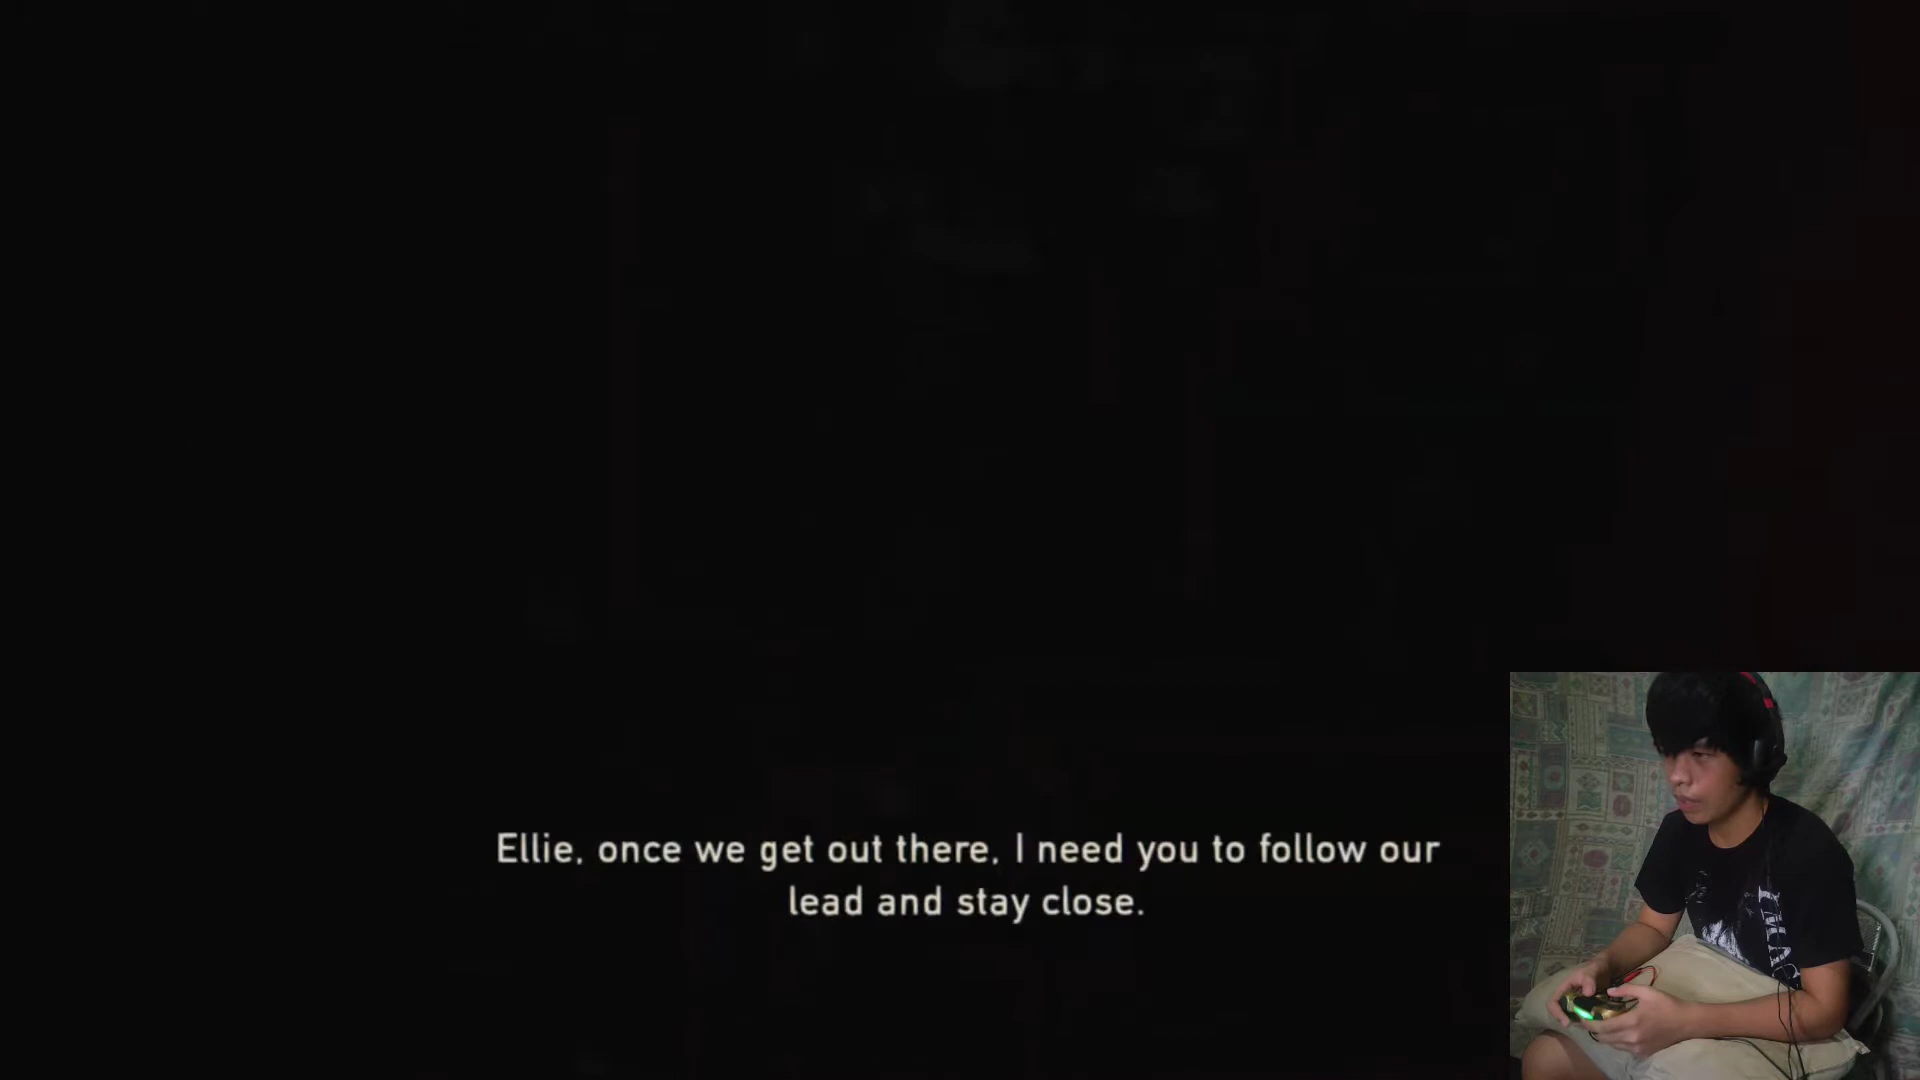 Ellie, once we get out there, I need you to follow our
lead and stay close.